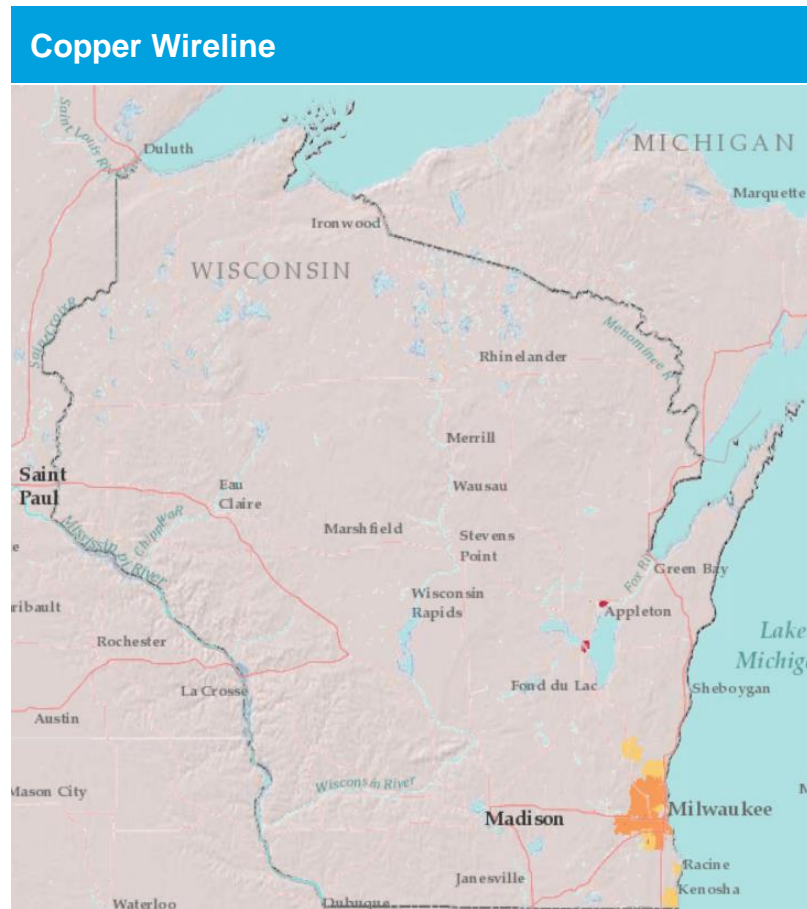 Copper Wireline
Saint Louis R
Duluth
MICHIGAN
Marquette
Ironwood
WISCONSIN
Menominee R
Rhinelander
Merrill
Saint
Paul
Eau
Claire
Wausau
Marshfield
Stevens
Point
Mississippi River
Fox Riv
Green Bay
Wisconsin
Rapids
Appleton
ribault
Rochester
Lake
Michiga
La Crosse
Fond du Lac
Sheboygan
Austin
Wisconsin River
Mason City
Madison
Milwaukee
Racine
Janesville
Kenosha
Waterloo
Dubuque